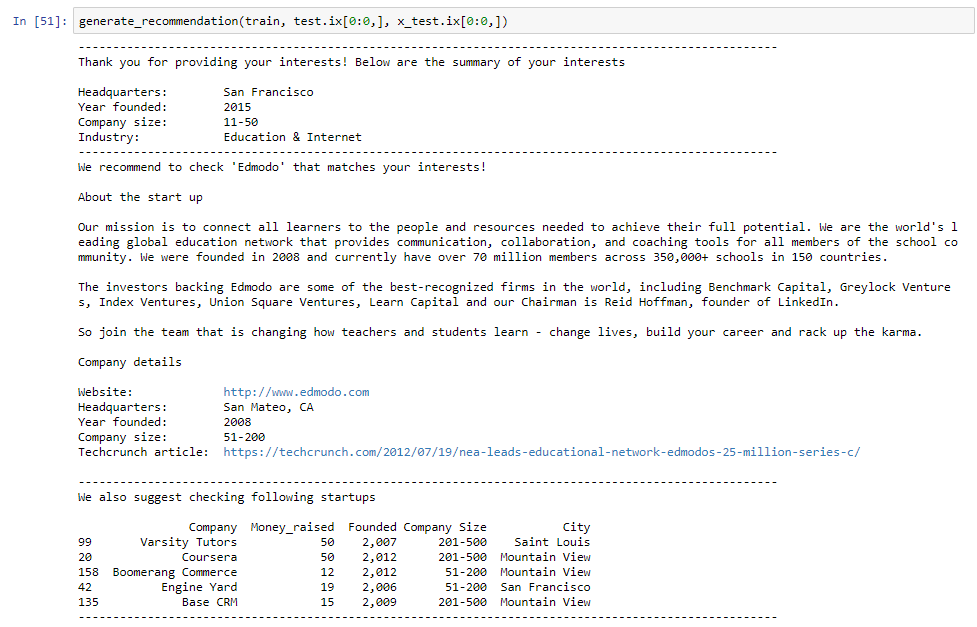 In [51]: generate_recommendation(train, test.ix[0:0,], x_test.ix[0:0,])
--------------------------------------------------------------------------------------------
Thank you for providing your interests! Below are the summary of your interests
Headquarters: San Francisco
Year founded: 2015
Company size: 11-50
Industry: Education & Internet
--------------------------------------------------------------------------------------------
We recommend to check 'Edmodo' that matches your interests!
About the start up
Our mission is to connect all learners to the people and resources needed to achieve their full potential. We are the world's l
eading global education network that provides communication, collaboration, and coaching tools for all members of the school co
mmunity. We were founded in 2008 and currently have over 70 million members across 350,000+ schools in 150 countries.
The investors backing Edmodo are some of the best-recognized firms in the world, including Benchmark Capital, Greylock Venture
s, Index Ventures, Union Square Ventures, Learn Capital and our Chairman is Reid Hoffman, founder of LinkedIn.
So join the team that is changing how teachers and students learn - change lives, build your career and rack up the karma.
Company details
Website: http://www.edmodo.com
Headquarters: San Mateo, CA
Year founded: 2008
Company size: 51-200
Techcrunch article: https://techcrunch.com/2012/07/19/nea-leads-educational-network-edmodos-25-million-series-c/
--------------------------------------------------------------------------------------------
We also suggest checking following startups
Company Money_raised Founded Company Size City
99 Varsity Tutors 50 2,007 201-500 Saint Louis
20 Coursera 50 2,012 201-500 Mountain View
158 Boomerang Commerce 12 2,012 51-200 Mountain View
42 Engine Yard 19 2,006 51-200 San Francisco
135 Base CRM 15 2,009 201-500 Mountain View
--------------------------------------------------------------------------------------------